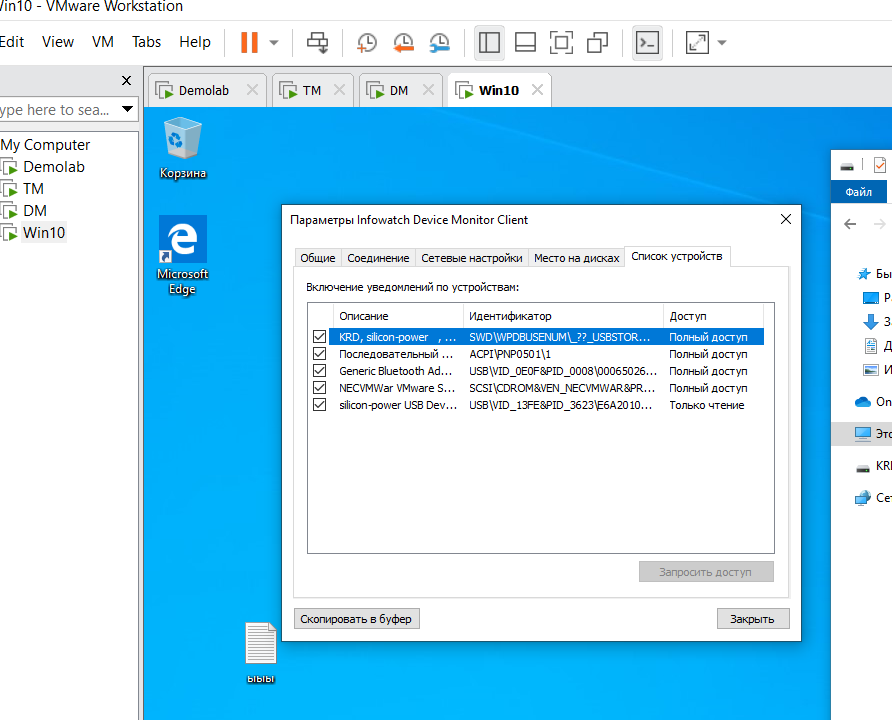 Win10 - VMware Workstation
Edit View VM Tabs Help
Demolab TM DM Win10
ype here to sea...
My Computer
Demolab
TM
DM
Win10
Корзина
Microsoft
Edge
ыыы
Параметры Infowatch Device Monitor Client
Общие Соединение Сетевые настройки Место на дисках Список устройств
Включение уведомлений по устройствам:
Описание Идентификатор Доступ
KRD, silicon-power , ... SWD\WPDBUSENUM\_??_USBSTOR... Полный доступ
Последовательный ... ACPI\PNP0501\1 Полный доступ
Generic Bluetooth Ad... USB\VID_0E0F&PID_0008\00065026... Полный доступ
NECVMWar VMware S... SCSI\CDROM&VEN_NECVMWAR&PR... Полный доступ
silicon-power USB Dev... USB\VID_13FE&PID_3623\E6A2010... Только чтение
Запросить доступ
Скопировать в буфер Закрыть
Файл
Бы
Р
З
Д
И
On
Это
KRI
Се